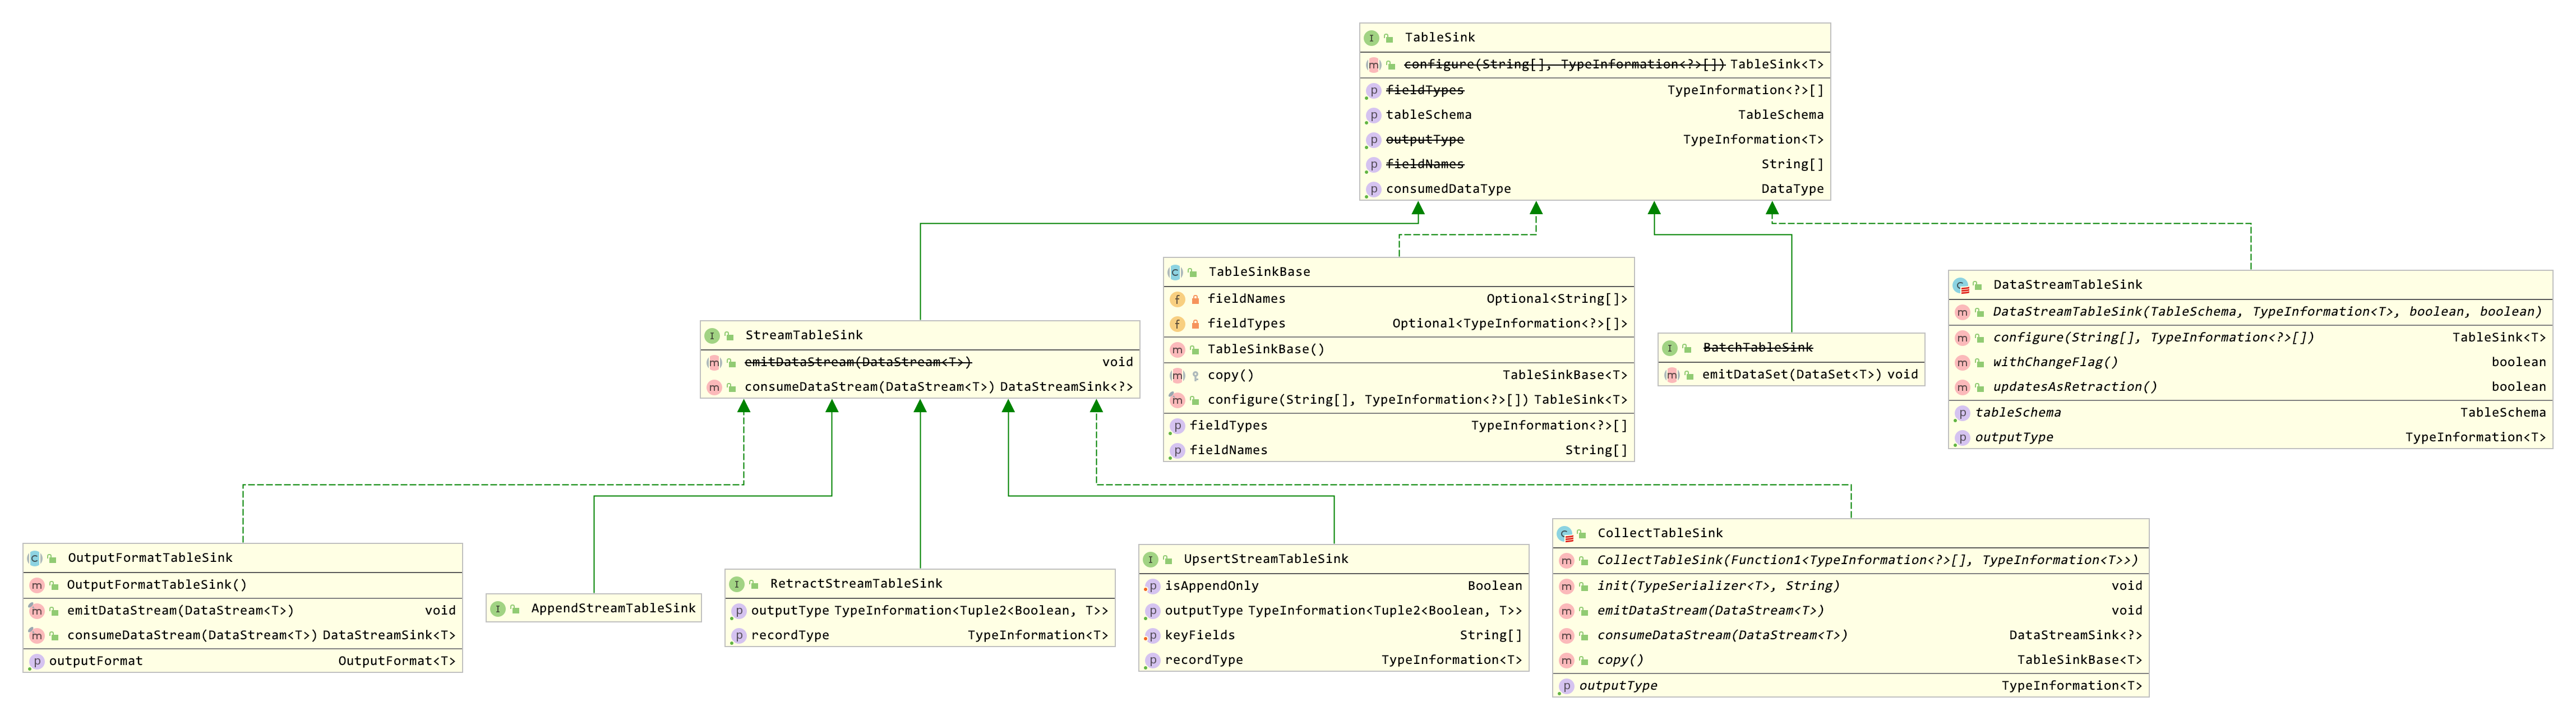 TableSink
configure(String[], TypeInformation<?>[]) TableSink<T>
fieldTypes TypeInformation<?>[]
tableSchema TableSchema
outputType TypeInformation<T>
fieldNames String[]
consumedDataType DataType
TableSinkBase
fieldNames Optional<String[]>
fieldTypes Optional<TypeInformation<?>[]>
TableSinkBase()
copy() TableSinkBase<T>
configure(String[], TypeInformation<?>[]) TableSink<T>
fieldTypes TypeInformation<?>[]
fieldNames String[]
DataStreamTableSink
DataStreamTableSink(TableSchema, TypeInformation<T>, boolean, boolean)
configure(String[], TypeInformation<?>[]) TableSink<T>
withChangeFlag() boolean
updatesAsRetraction() boolean
tableSchema TableSchema
outputType TypeInformation<T>
StreamTableSink
emitDataStream(DataStream<T>) void
consumeDataStream(DataStream<T>) DataStreamSink<?>
BatchTableSink
emitDataSet(DataSet<T>) void
OutputFormatTableSink
OutputFormatTableSink()
emitDataStream(DataStream<T>) void
consumeDataStream(DataStream<T>) DataStreamSink<T>
outputFormat OutputFormat<T>
AppendStreamTableSink
RetractStreamTableSink
outputType TypeInformation<Tuple2<Boolean, T>>
recordType TypeInformation<T>
UpsertStreamTableSink
isAppendOnly Boolean
outputType TypeInformation<Tuple2<Boolean, T>>
keyFields String[]
recordType TypeInformation<T>
CollectTableSink
CollectTableSink(Function1<TypeInformation<?>[], TypeInformation<T>>)
init(TypeSerializer<T>, String) void
emitDataStream(DataStream<T>) void
consumeDataStream(DataStream<T>) DataStreamSink<?>
copy() TableSinkBase<T>
outputType TypeInformation<T>